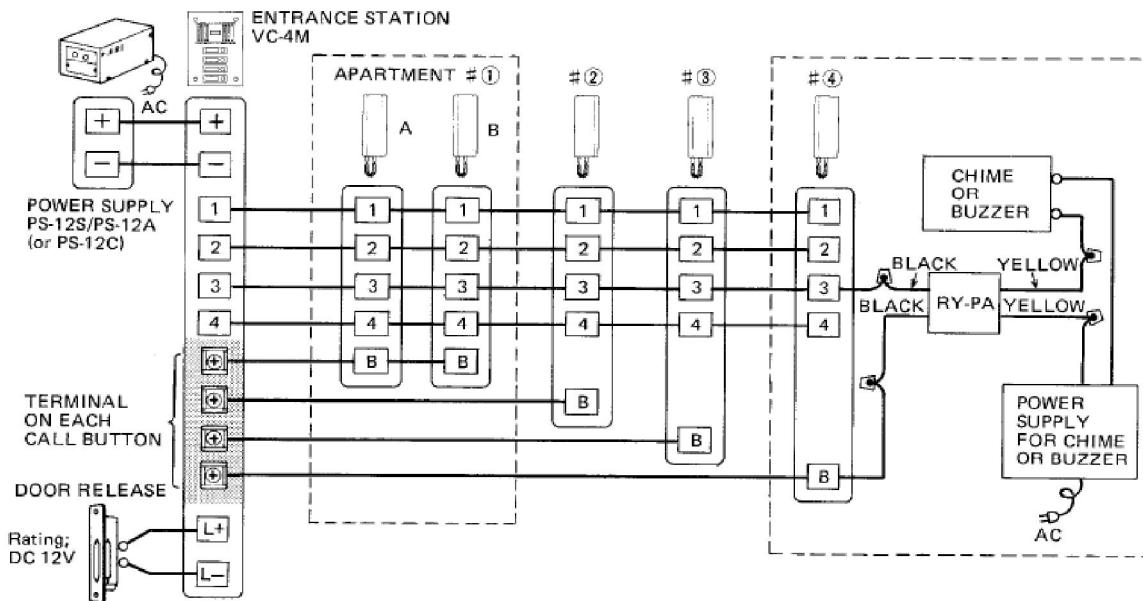 ENTRANCE STATION
VC-4M
AC
+ +
− −
POWER SUPPLY
PS-12S/PS-12A
(or PS-12C)
APARTMENT #①
A
B
#②
#③
#④
1 1 1 1 1 1
2 2 2 2 2 2
3 3 3 3 3 3
4 4 4 4 4 4
B B
B
B
B
TERMINAL
ON EACH
CALL BUTTON
DOOR RELEASE
Rating;
DC 12V
L+
L−
CHIME
OR
BUZZER
BLACK
YELLOW
BLACK
RY-PA
YELLOW
POWER
SUPPLY
FOR CHIME
OR BUZZER
AC